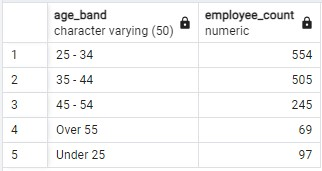 age_band employee_count
character varying (50) numeric
1 25 - 34 554
2 35 - 44 505
3 45 - 54 245
4 Over 55 69
5 Under 25 97